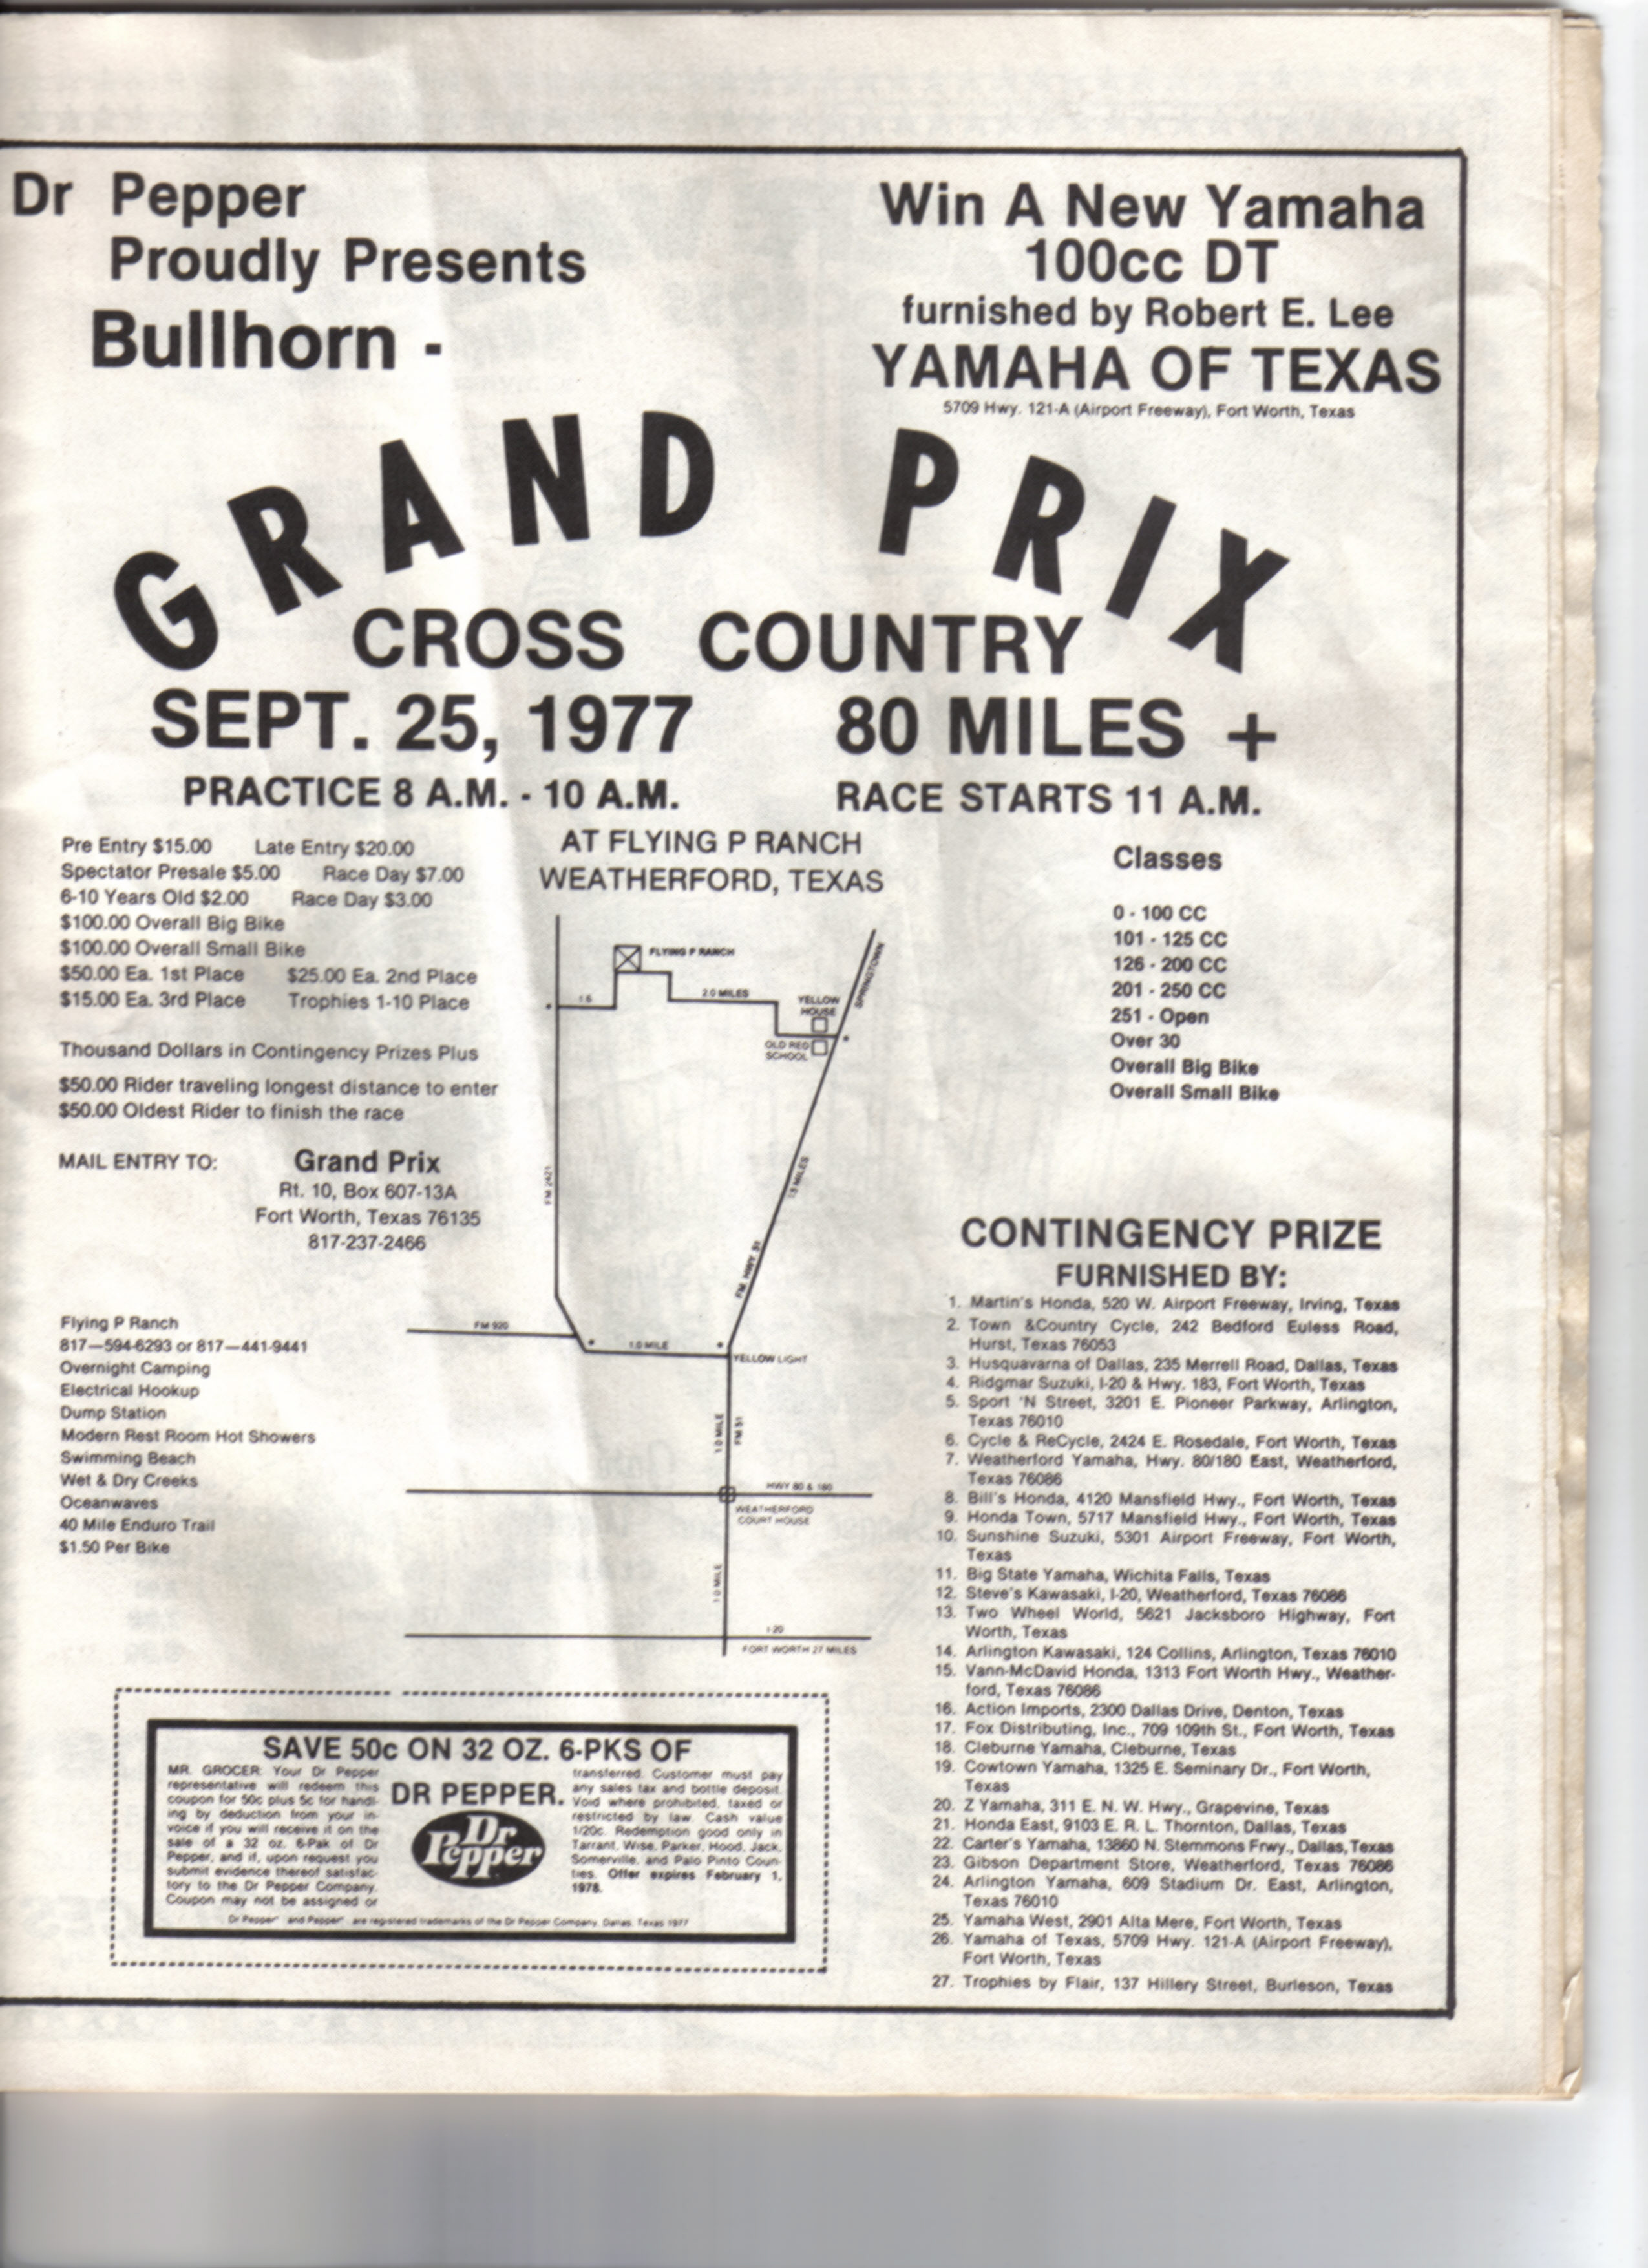 Dr Pepper
Proudly Presents
Bullhorn -
Win A New Yamaha
100cc DT
furnished by Robert E. Lee
YAMAHA OF TEXAS
5709 Hwy. 121-A (Airport Freeway), Fort Worth, Texas
GRAND PRIX
CROSS COUNTRY
SEPT. 25, 1977 80 MILES +
PRACTICE 8 A.M. - 10 A.M. RACE STARTS 11 A.M.
AT FLYING P RANCH
WEATHERFORD, TEXAS
Pre Entry $15.00 Late Entry $20.00
Spectator Presale $5.00 Race Day $7.00
6-10 Years Old $2.00 Race Day $3.00
$100.00 Overall Big Bike
$100.00 Overall Small Bike
$50.00 Ea. 1st Place $25.00 Ea. 2nd Place
$15.00 Ea. 3rd Place Trophies 1-10 Place
Thousand Dollars in Contingency Prizes Plus
$50.00 Rider traveling longest distance to enter
$50.00 Oldest Rider to finish the race
MAIL ENTRY TO: Grand Prix
Rt. 10, Box 607-13A
Fort Worth, Texas 76135
817-237-2466
Flying P Ranch
817—594-6293 or 817—441-9441
Overnight Camping
Electrical Hookup
Dump Station
Modern Rest Room Hot Showers
Swimming Beach
Wet & Dry Creeks
Oceanwaves
40 Mile Enduro Trail
$1.50 Per Bike
FLYING P RANCH
1.6
2.0 MILES
YELLOW
HOUSE
OLD RED
SCHOOL
SPRINGTOWN
FM 2421
FM HWY. 51
FM 920
1.0 MILE
YELLOW LIGHT
1.0 MILE
FM 51
HWY 80 & 180
WEATHERFORD
COURT HOUSE
1.0 MILE
I-20
FORT WORTH 27 MILES
Classes
0 - 100 CC
101 - 125 CC
126 - 200 CC
201 - 250 CC
251 - Open
Over 30
Overall Big Bike
Overall Small Bike
CONTINGENCY PRIZE
FURNISHED BY:
1. Martin's Honda, 520 W. Airport Freeway, Irving, Texas
2. Town &Country Cycle, 242 Bedford Euless Road,
Hurst, Texas 76053
3. Husquavarna of Dallas, 235 Merrell Road, Dallas, Texas
4. Ridgmar Suzuki, I-20 & Hwy. 183, Fort Worth, Texas
5. Sport 'N Street, 3201 E. Pioneer Parkway, Arlington,
Texas 76010
6. Cycle & ReCycle, 2424 E. Rosedale, Fort Worth, Texas
7. Weatherford Yamaha, Hwy. 80/180 East, Weatherford,
Texas 76086
8. Bill's Honda, 4120 Mansfield Hwy., Fort Worth, Texas
9. Honda Town, 5717 Mansfield Hwy., Fort Worth, Texas
10. Sunshine Suzuki, 5301 Airport Freeway, Fort Worth,
Texas
11. Big State Yamaha, Wichita Falls, Texas
12. Steve's Kawasaki, I-20, Weatherford, Texas 76086
13. Two Wheel World, 5621 Jacksboro Highway, Fort
Worth, Texas
14. Arlington Kawasaki, 124 Collins, Arlington, Texas 76010
15. Vann-McDavid Honda, 1313 Fort Worth Hwy., Weather-
ford, Texas 76086
16. Action Imports, 2300 Dallas Drive, Denton, Texas
17. Fox Distributing, Inc., 709 109th St., Fort Worth, Texas
18. Cleburne Yamaha, Cleburne, Texas
19. Cowtown Yamaha, 1325 E. Seminary Dr., Fort Worth,
Texas
20. Z Yamaha, 311 E. N. W. Hwy., Grapevine, Texas
21. Honda East, 9103 E. R. L. Thornton, Dallas, Texas
22. Carter's Yamaha, 13860 N. Stemmons Frwy., Dallas, Texas
23. Gibson Department Store, Weatherford, Texas 76086
24. Arlington Yamaha, 609 Stadium Dr. East, Arlington,
Texas 76010
25. Yamaha West, 2901 Alta Mere, Fort Worth, Texas
26. Yamaha of Texas, 5709 Hwy. 121-A (Airport Freeway),
Fort Worth, Texas
27. Trophies by Flair, 137 Hillery Street, Burleson, Texas
SAVE 50c ON 32 OZ. 6-PKS OF
DR PEPPER.
Dr Pepper
MR. GROCER: Your Dr Pepper
representative will redeem this
coupon for 50c plus 5c for handl-
ing by deduction from your in-
voice if you will receive it on the
sale of a 32 oz. 6-Pak of Dr
Pepper, and if, upon request you
submit evidence thereof satisfac-
tory to the Dr Pepper Company.
Coupon may not be assigned or
transferred. Customer must pay
any sales tax and bottle deposit.
Void where prohibited, taxed or
restricted by law. Cash value
1/20c. Redemption good only in
Tarrant, Wise, Parker, Hood, Jack,
Somerville, and Palo Pinto Coun-
ties. Offer expires February 1,
1978.
Dr Pepper and Pepper are registered trademarks of the Dr Pepper Company, Dallas, Texas 1977